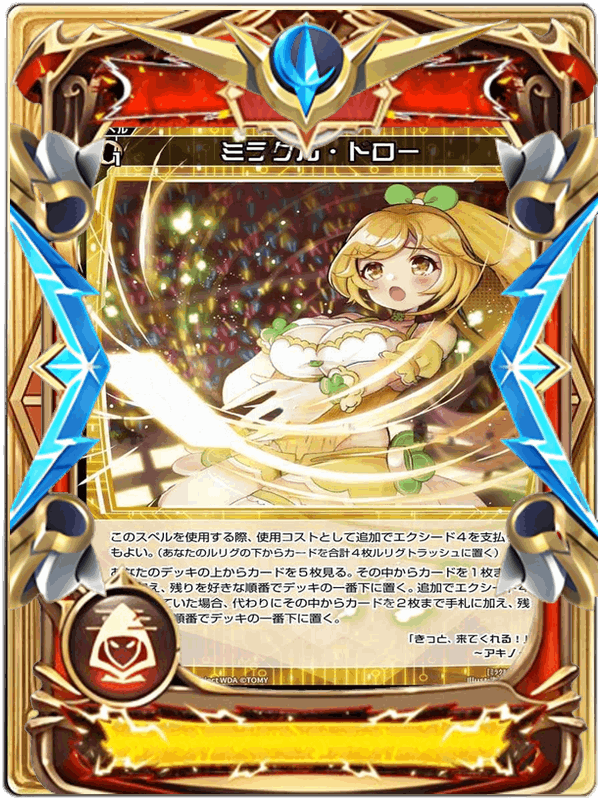 ミラクル・ドロー
このスペルを使用する際、使用コストとして追加でエクシード4を支払
もよい。(あなたのルリグの下からカードを合計4枚ルリグトラッシュに置く)
あなたのデッキの上からカードを5枚見る。その中からカードを1枚ま
え、残りを好きな順番でデッキの一番下に置く。追加でエクシード4
ていた場合、代わりにその中からカードを2枚まで手札に加え、残
順番でデッキの一番下に置く。
「きっと、来てくれる!」
～アキノ～
ject WDA ©TOMY
Illust